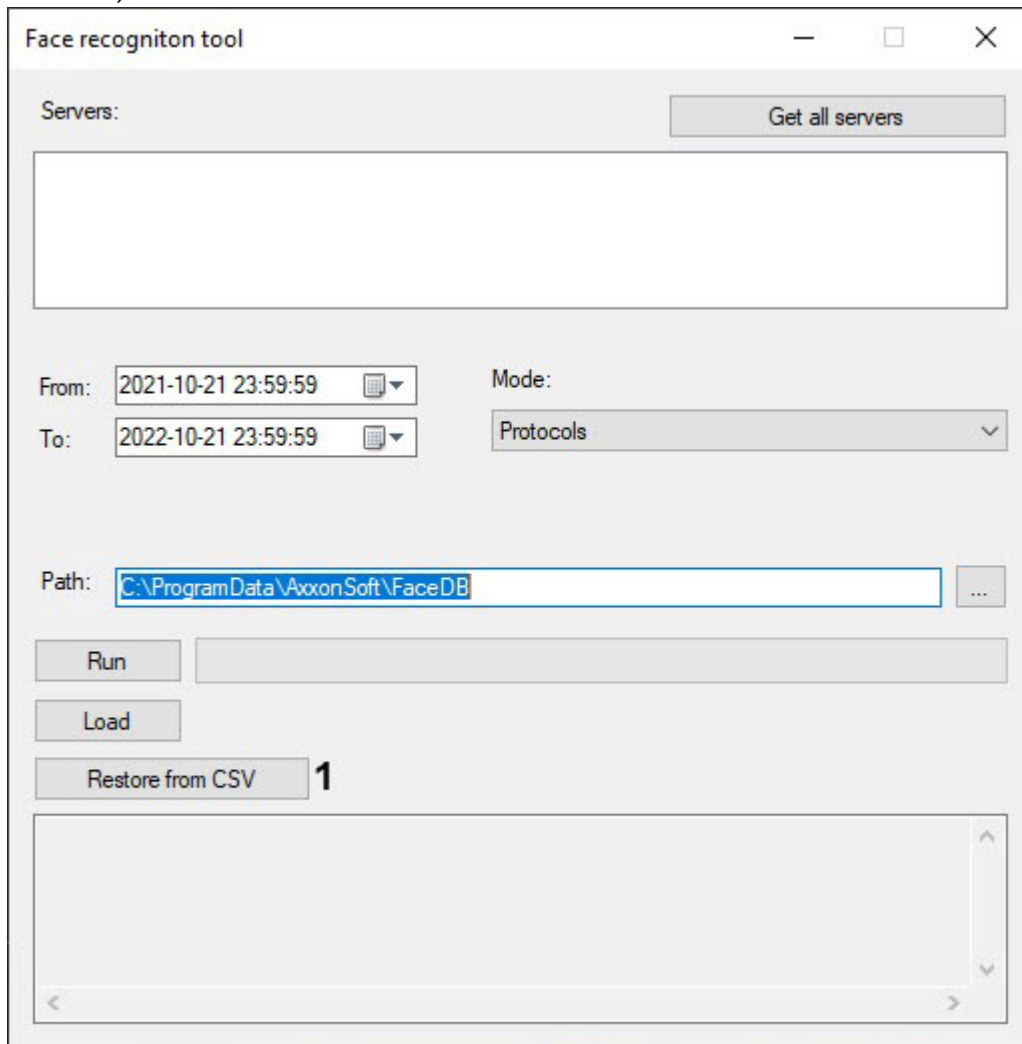 Face recogniton tool
Servers:
Get all servers
From: 2021-10-21 23:59:59
Mode:
To: 2022-10-21 23:59:59
Protocols
Path: C:\ProgramData\AxxonSoft\FaceDB ...
Run
Load
Restore from CSV 1